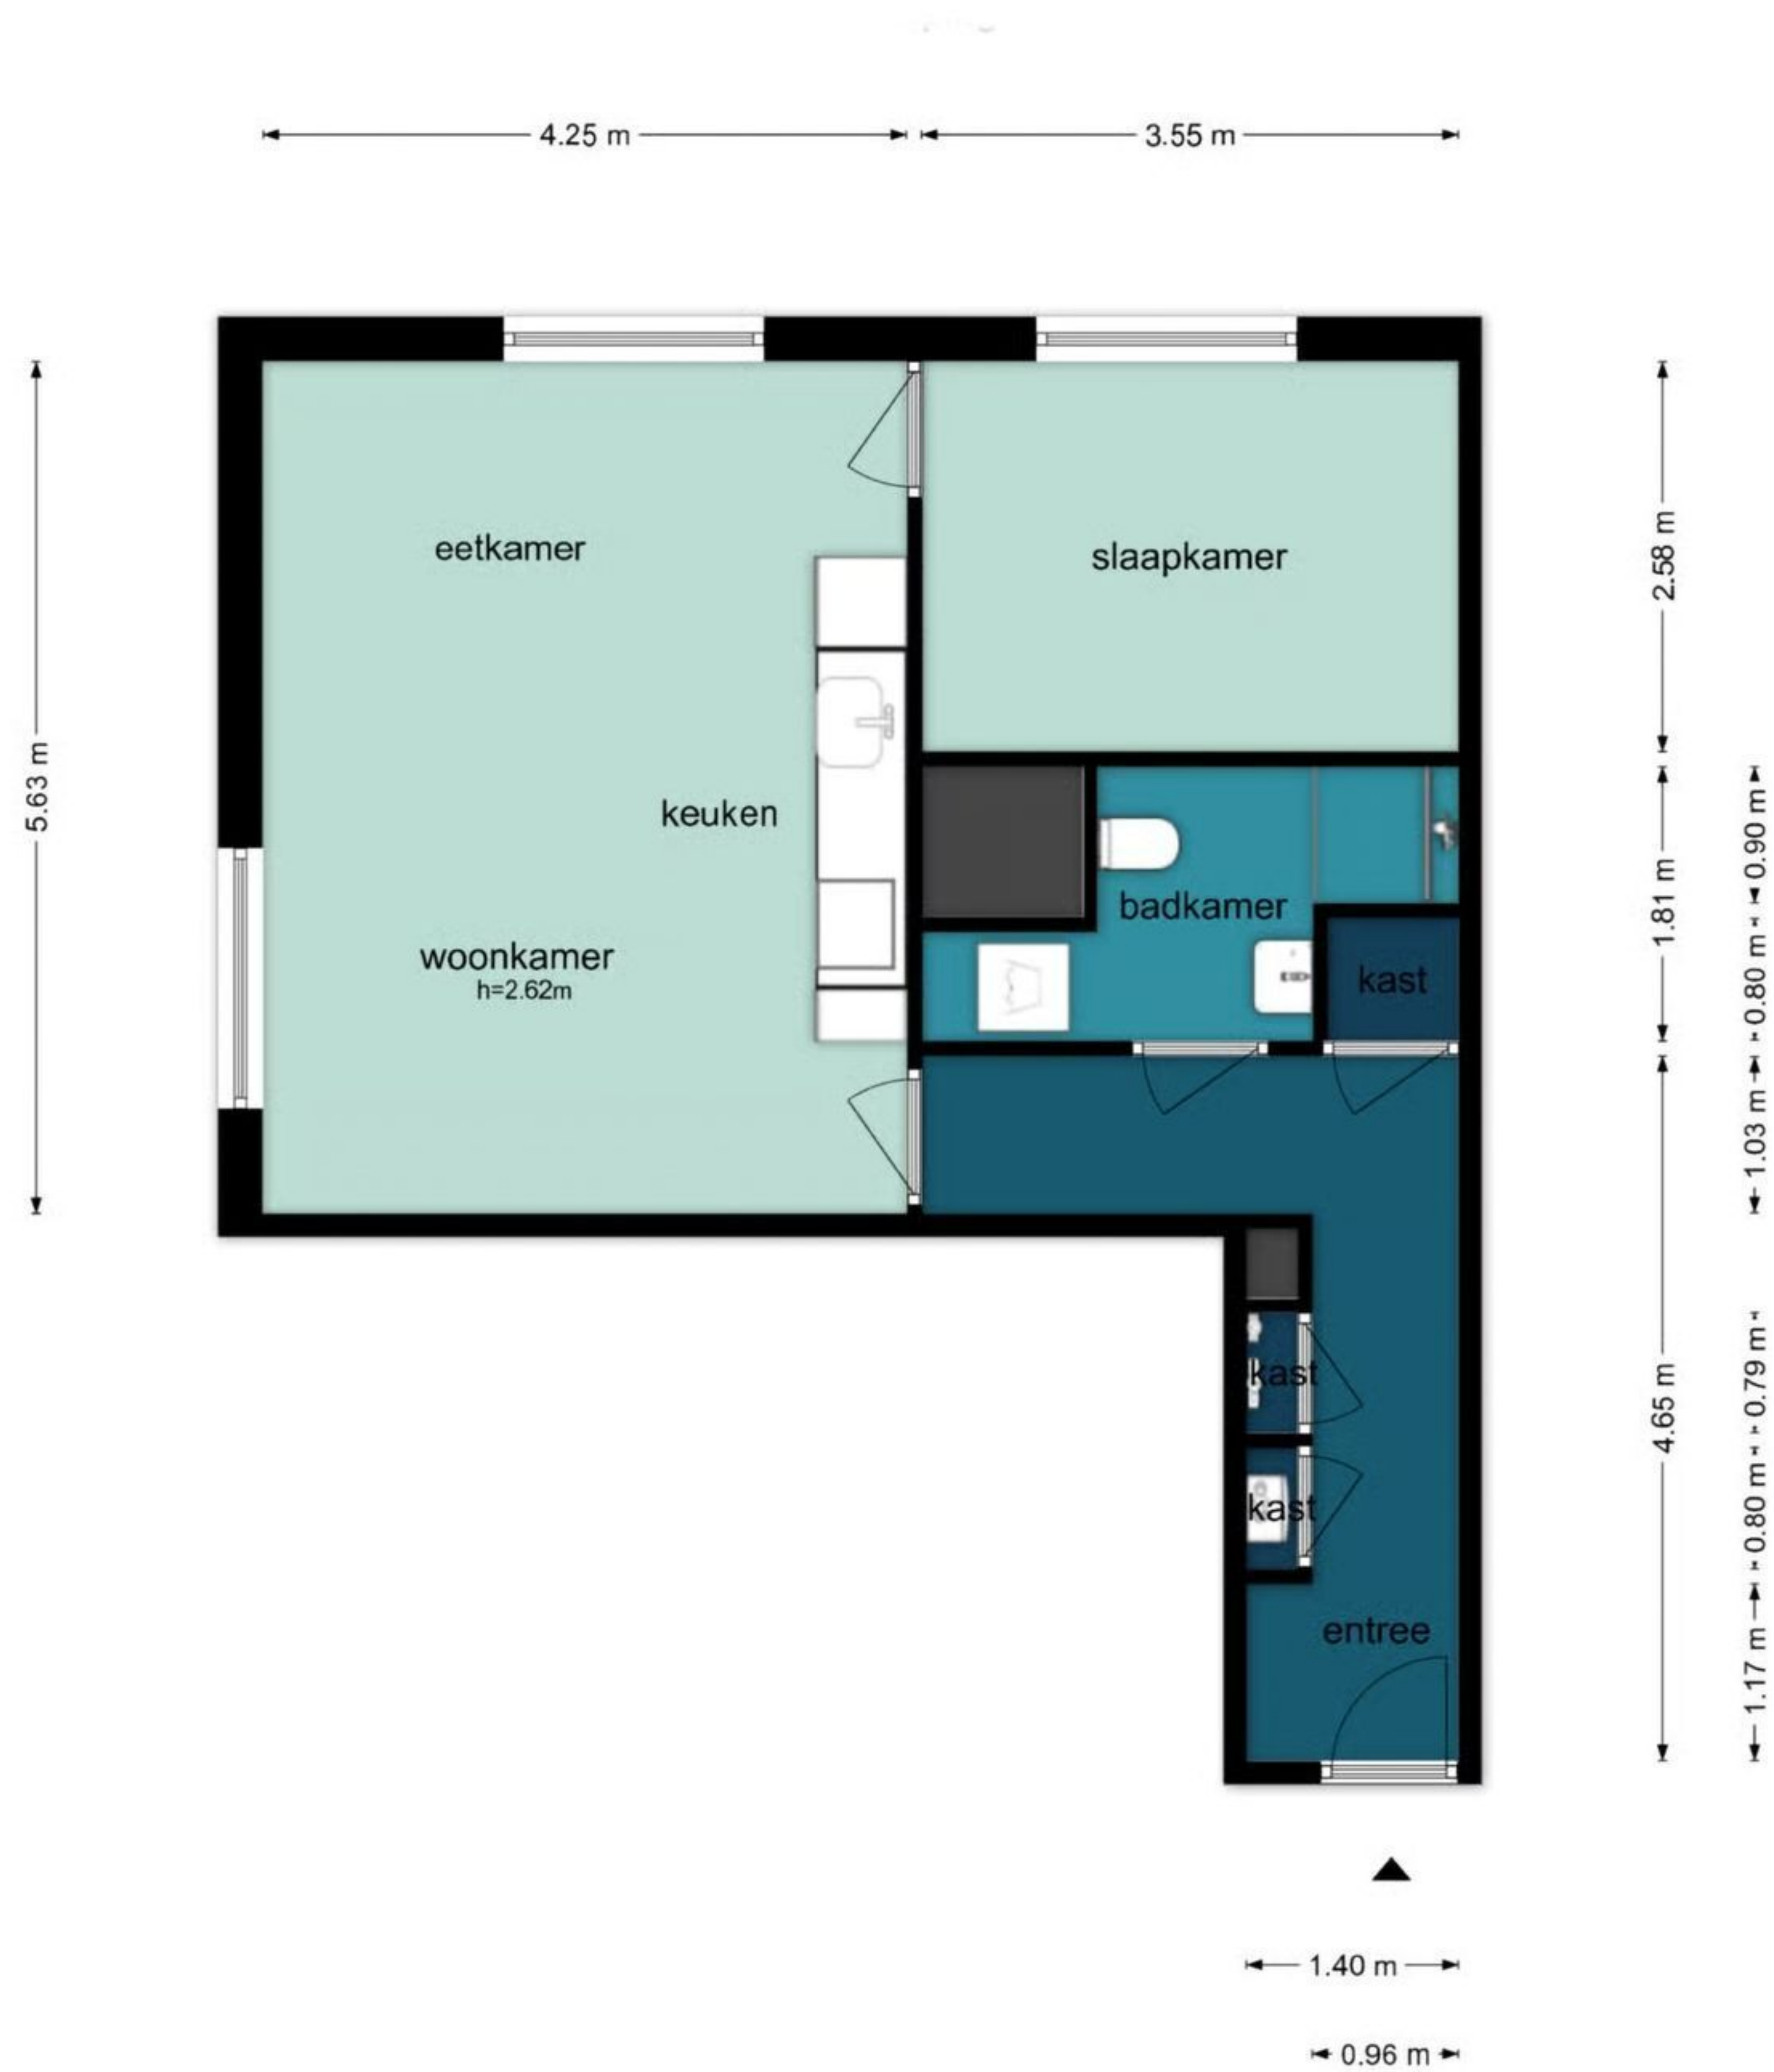 4.25 m
3.55 m
5.63 m
2.58 m
1.81 m
4.65 m
0.90 m
0.80 m
1.03 m
0.79 m
0.80 m
1.17 m
eetkamer
slaapkamer
keuken
woonkamer
h=2.62m
badkamer
kast
kast
kast
entree
1.40 m
0.96 m